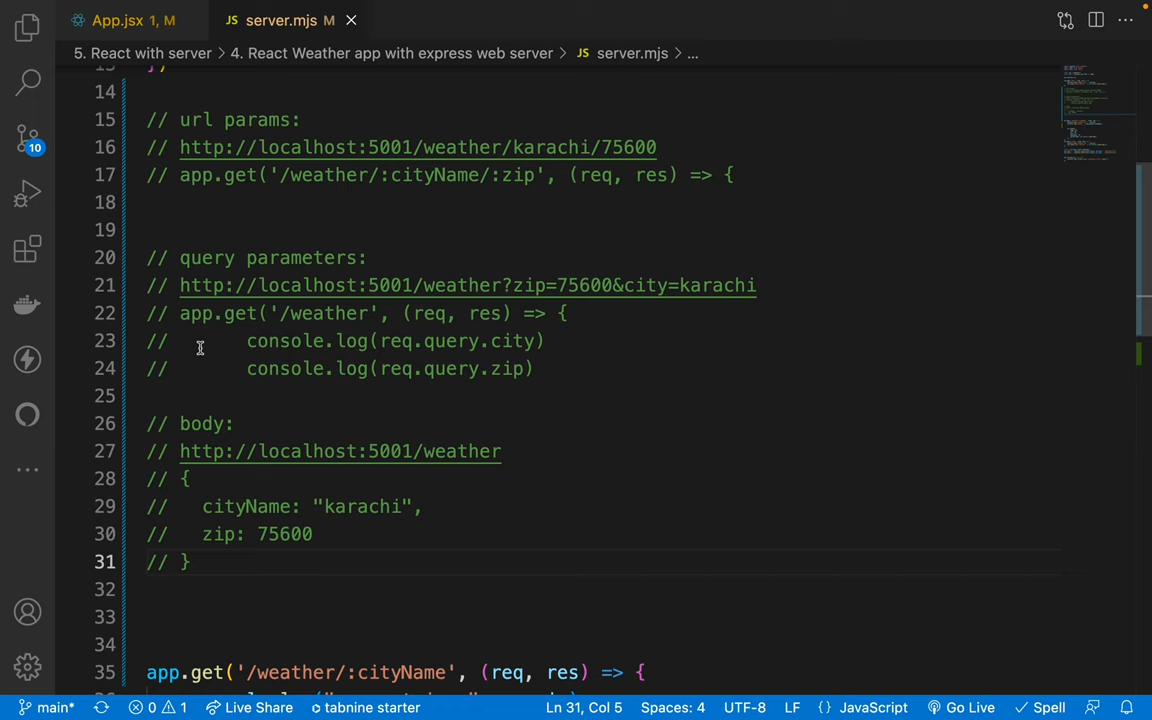 App.jsx 1, M
JS server.mjs M
5. React with server > 4. React Weather app with express web server > JS server.mjs > ...
14
15 // url params:
16 // http://localhost:5001/weather/karachi/75600
17 // app.get('/weather/:cityName/:zip', (req, res) => {
18
19
20 // query parameters:
21 // http://localhost:5001/weather?zip=75600&city=karachi
22 // app.get('/weather', (req, res) => {
23 //       console.log(req.query.city)
24 //       console.log(req.query.zip)
25
26 // body:
27 // http://localhost:5001/weather
28 // {
29 //   cityName: "karachi",
30 //   zip: 75600
31 // }
32
33
34
35 app.get('/weather/:cityName', (req, res) => {
10
main* 0 1 Live Share tabnine starter Ln 31, Col 5 Spaces: 4 UTF-8 LF {} JavaScript Go Live Spell